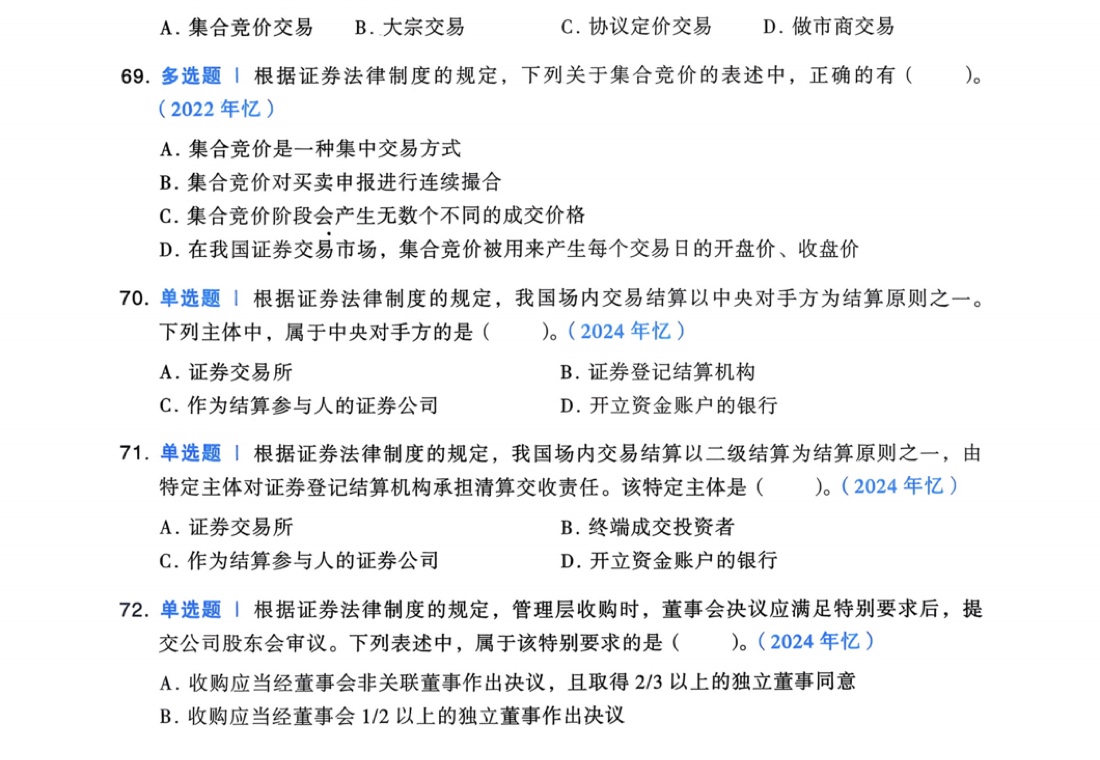 A. 集合竞价交易 B. 大宗交易 C. 协议定价交易 D. 做市商交易
69. 多选题 | 根据证券法律制度的规定，下列关于集合竞价的表述中，正确的有（ ）。
（2022 年忆）
A. 集合竞价是一种集中交易方式
B. 集合竞价对买卖申报进行连续撮合
C. 集合竞价阶段会产生无数个不同的成交价格
D. 在我国证券交易市场，集合竞价被用来产生每个交易日的开盘价、收盘价
70. 单选题 | 根据证券法律制度的规定，我国场内交易结算以中央对手方为结算原则之一。
下列主体中，属于中央对手方的是（ ）。（2024 年忆）
A. 证券交易所 B. 证券登记结算机构
C. 作为结算参与人的证券公司 D. 开立资金账户的银行
71. 单选题 | 根据证券法律制度的规定，我国场内交易结算以二级结算为结算原则之一，由
特定主体对证券登记结算机构承担清算交收责任。该特定主体是（ ）。（2024 年忆）
A. 证券交易所 B. 终端成交投资者
C. 作为结算参与人的证券公司 D. 开立资金账户的银行
72. 单选题 | 根据证券法律制度的规定，管理层收购时，董事会决议应满足特别要求后，提
交公司股东会审议。下列表述中，属于该特别要求的是（ ）。（2024 年忆）
A. 收购应当经董事会非关联董事作出决议，且取得 2/3 以上的独立董事同意
B. 收购应当经董事会 1/2 以上的独立董事作出决议